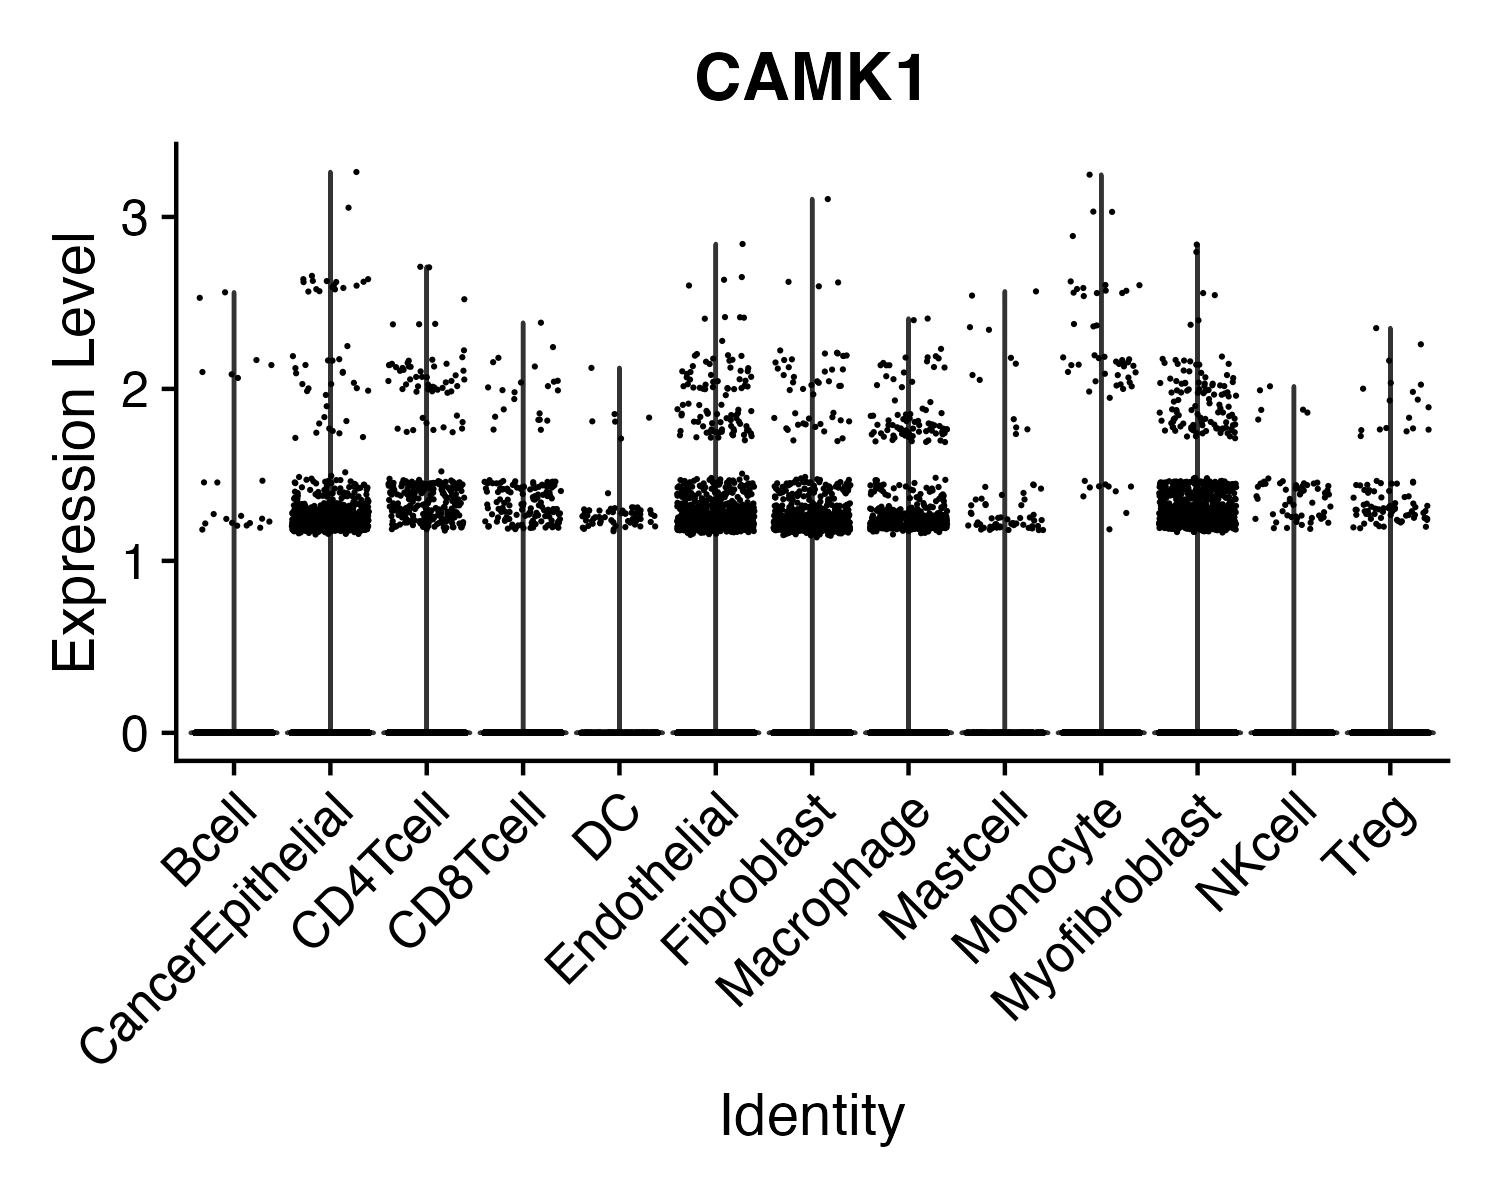 CAMK1
Expression Level
3
2
1
0
Bcell
CancerEpithelial
CD4Tcell
CD8Tcell
DC
Endothelial
Fibroblast
Macrophage
Mastcell
Monocyte
Myofibroblast
NKcell
Treg
Identity